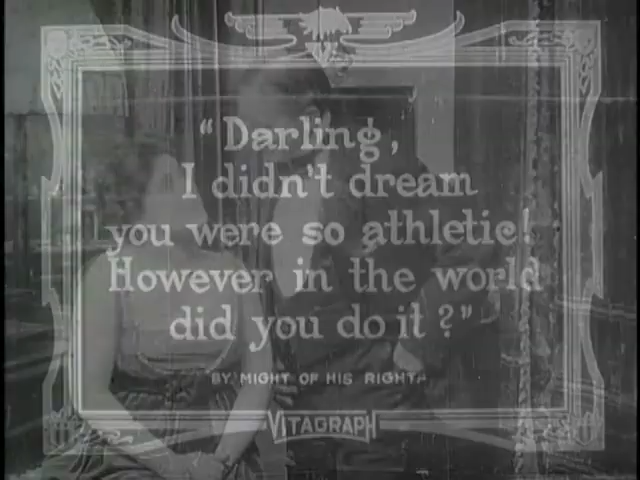 "Darling,
I didn't dream
you were so athletic!
However in the world
did you do it?"
BY MIGHT OF HIS RIGHT
VITAGRAPH